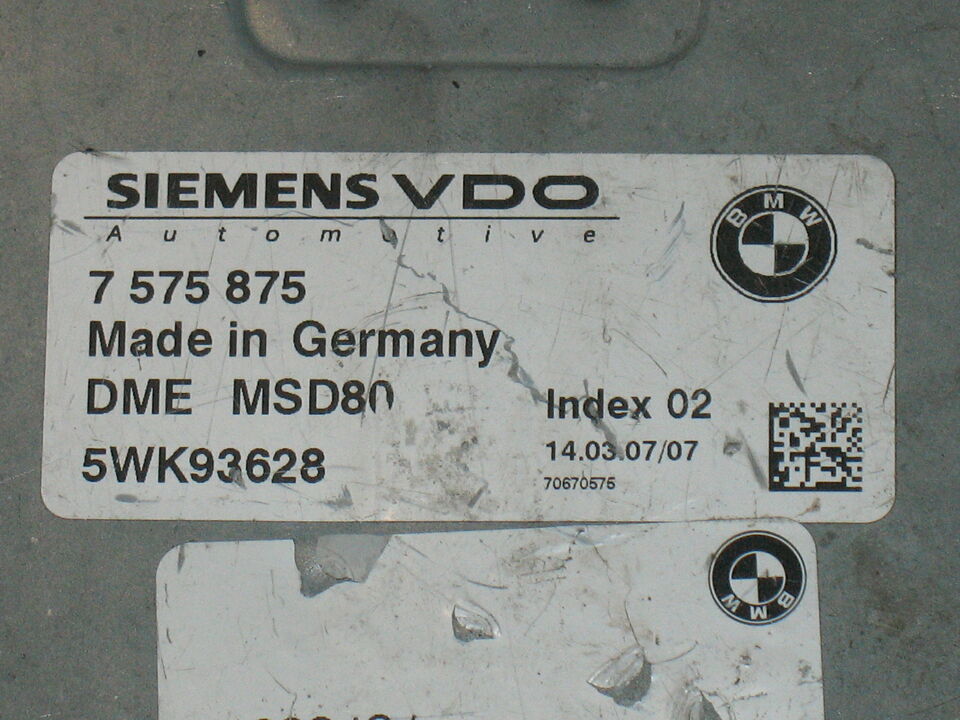 SIEMENS VDO
Automotive
BMW
7 575 875
Made in Germany
DME MSD80
Index 02
5WK93628
14.03.07/07
70670575
BMW